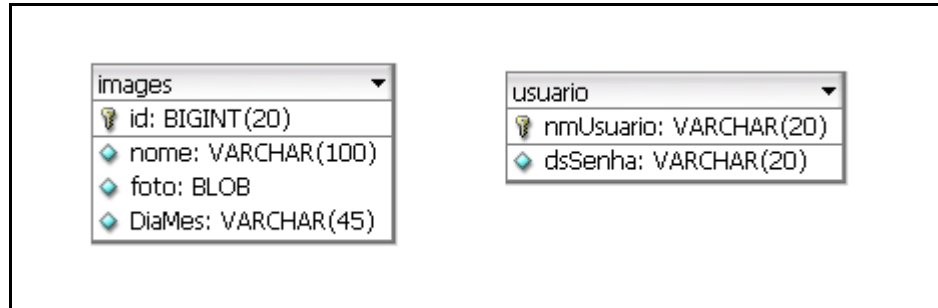 images
id: BIGINT(20)
nome: VARCHAR(100)
foto: BLOB
DiaMes: VARCHAR(45)
usuario
nmUsuario: VARCHAR(20)
dsSenha: VARCHAR(20)